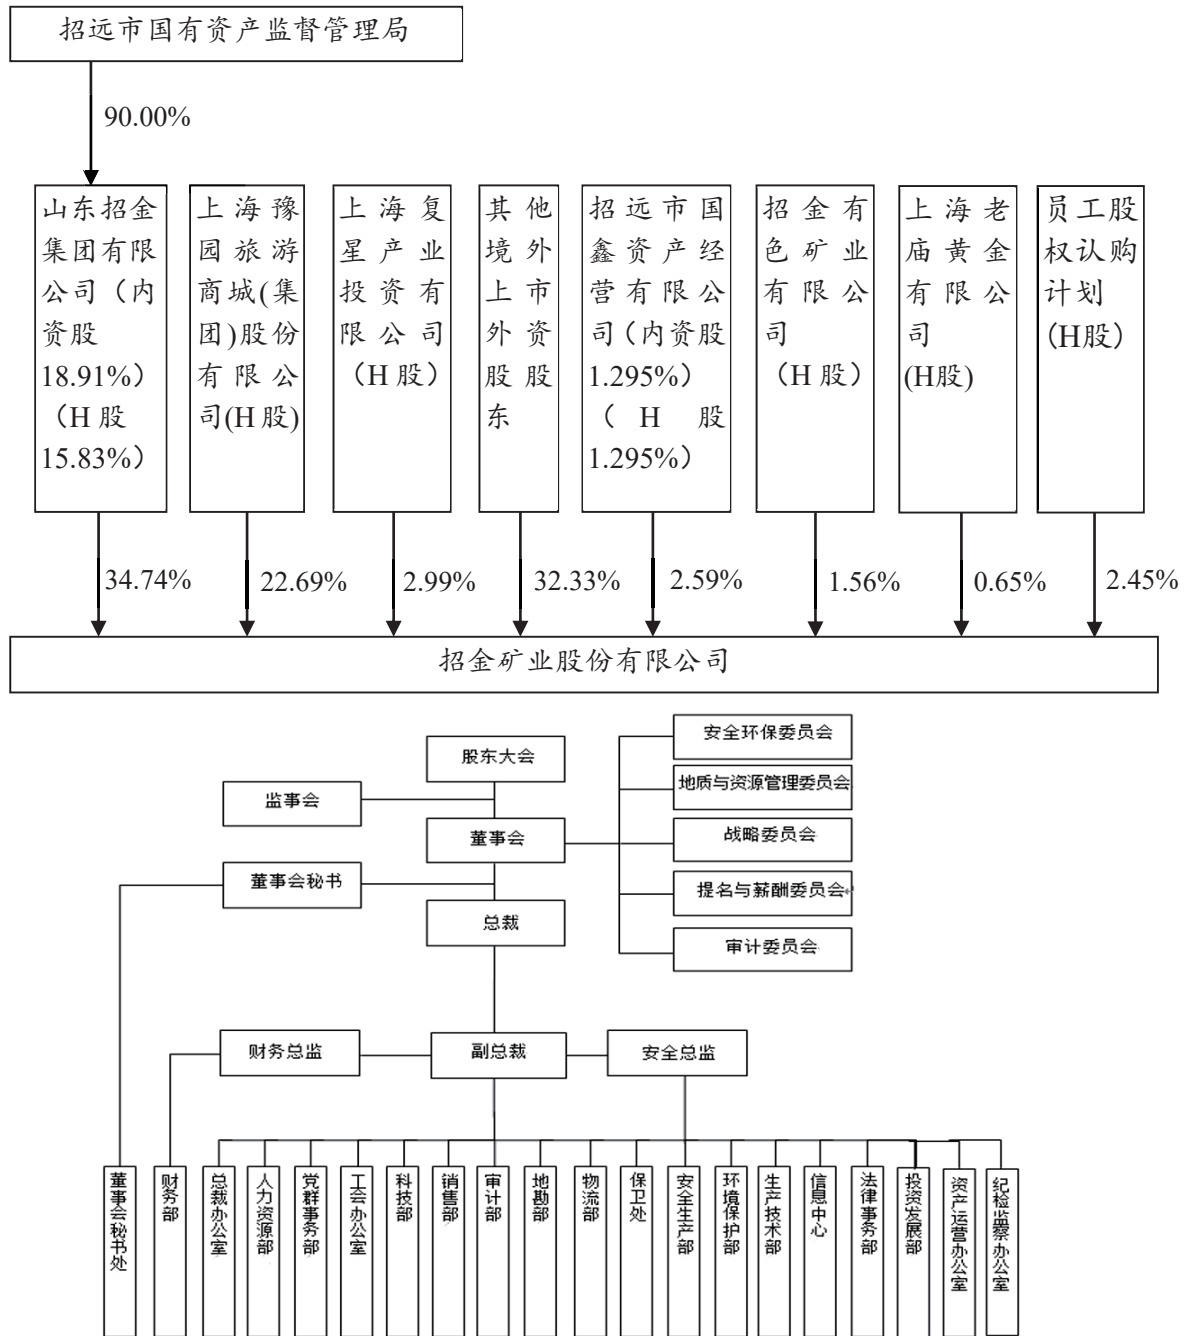 招远市国有资产监督管理局
90.00%
山东招金
集团有限
公司（内
资股
18.91%）
（H 股
15.83%）
上海豫
园旅游
商城(集
团)股份
有限公
司(H股)
上海复
星产业
投资有
限公司
（H 股）
其他
境外
上市
外资
股股
东
招远市国
鑫资产经
营有限公
司（内资股
1.295%）
（H股
1.295%）
招金有
色矿业
有限公
司
（H 股）
上海老
庙黄金
有限公
司
(H股)
员工股
权认购
计划
（H股）
34.74%
22.69%
2.99%
32.33%
2.59%
1.56%
0.65%
2.45%
招金矿业股份有限公司
股东大会
监事会
董事会
董事会秘书
总裁
安全环保委员会
地质与资源管理委员会
战略委员会
提名与薪酬委员会
审计委员会
财务总监
副总裁
安全总监
董事会秘书处
财务部
总裁办公室
人力资源部
党群事务部
工会办公室
科技部
销售部
审计部
地勘部
物流部
保卫处
安全生产部
环境保护部
生产技术部
信息中心
法律事务部
投资发展部
资产运营办公室
纪检监察办公室